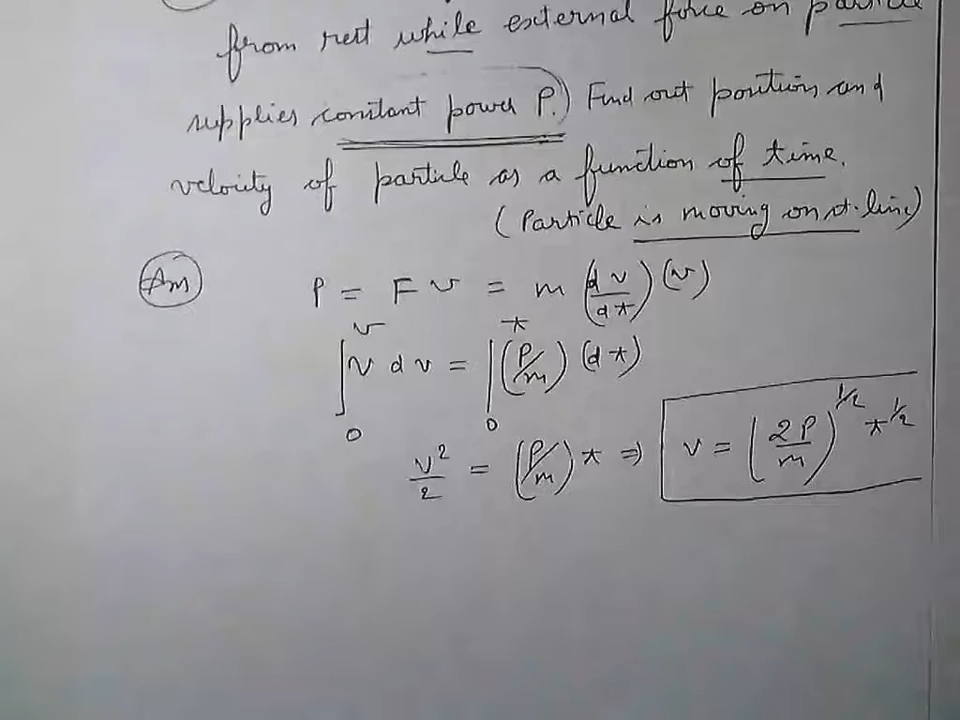 from rest while external force on particle
supplies constant power P.) Find out position and
velocity of particle as a function of time.
(Particle is moving on st. line)
Ans P = F v = m (dv/dt) (v)
∫₀ᵛ v dv = ∫₀ᵗ (P/m) (dt)
v²/2 = (P/m) t ⇒ v = (2P/m)^1/2 t^1/2